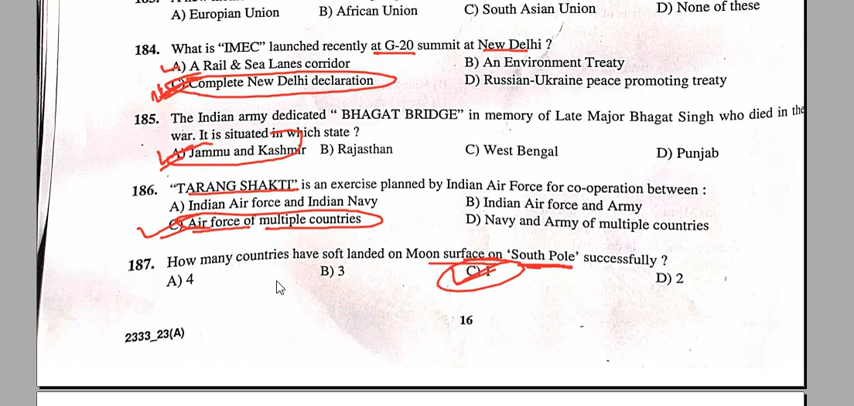 A) Europian Union B) African Union C) South Asian Union D) None of these
184. What is “IMEC” launched recently at G-20 summit at New Delhi ?
A) A Rail & Sea Lanes corridor B) An Environment Treaty
C) Complete New Delhi declaration D) Russian-Ukraine peace promoting treaty
185. The Indian army dedicated “ BHAGAT BRIDGE” in memory of Late Major Bhagat Singh who died in the
war. It is situated in which state ?
A) Jammu and Kashmir B) Rajasthan C) West Bengal D) Punjab
186. “TARANG SHAKTI” is an exercise planned by Indian Air Force for co-operation between :
A) Indian Air force and Indian Navy B) Indian Air force and Army
C) Air force of multiple countries D) Navy and Army of multiple countries
187. How many countries have soft landed on Moon surface on ‘South Pole’ successfully ?
A) 4 B) 3 C) 1 D) 2
16
2333_23(A)